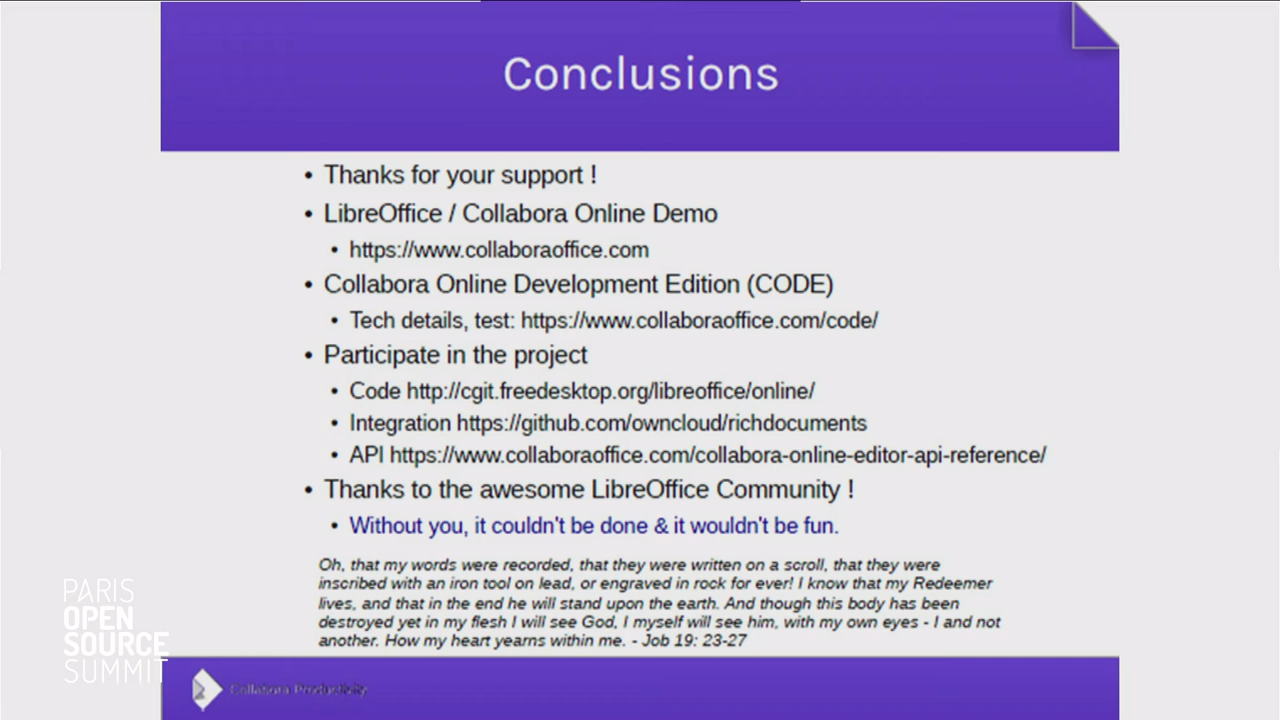 Conclusions
• Thanks for your support !
• LibreOffice / Collabora Online Demo
• https://www.collaboraoffice.com
• Collabora Online Development Edition (CODE)
• Tech details, test: https://www.collaboraoffice.com/code/
• Participate in the project
• Code http://cgit.freedesktop.org/libreoffice/online/
• Integration https://github.com/owncloud/richdocuments
• API https://www.collaboraoffice.com/collabora-online-editor-api-reference/
• Thanks to the awesome LibreOffice Community !
• Without you, it couldn't be done & it wouldn't be fun.
Oh, that my words were recorded, that they were written on a scroll, that they were
inscribed with an iron tool on lead, or engraved in rock for ever! I know that my Redeemer
lives, and that in the end he will stand upon the earth. And though this body has been
destroyed yet in my flesh I will see God, I myself will see him, with my own eyes - I and not
another. How my heart yearns within me. - Job 19: 23-27
PARIS
OPEN
SOURCE
SUMMIT
Collabora Productivity